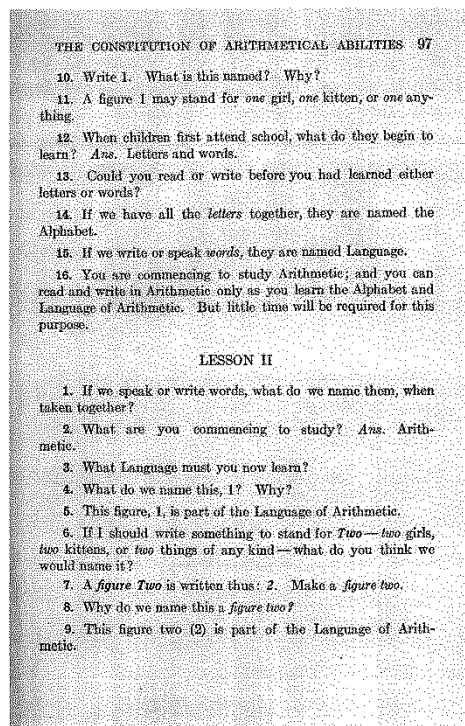 THE CONSTITUTION OF ARITHMETICAL ABILITIES 97
10. Write 1. What is this named? Why?
11. A figure 1 may stand for one girl, one kitten, or one any-
thing.
12. When children first attend school, what do they begin to
learn? Ans. Letters and words.
13. Could you read or write before you had learned either
letters or words?
14. If we have all the letters together, they are named the
Alphabet.
15. If we write or speak words, they are named Language.
16. You are commencing to study Arithmetic; and you can
read and write in Arithmetic only as you learn the Alphabet and
Language of Arithmetic. But little time will be required for this
purpose.
LESSON II
1. If we speak or write words, what do we name them, when
taken together?
2. What are you commencing to study? Ans. Arith-
metic.
3. What Language must you now learn?
4. What do we name this, 1? Why?
5. This figure, 1, is part of the Language of Arithmetic.
6. If I should write something to stand for Two—two girls,
two kittens, or two things of any kind—what do you think we
would name it?
7. A figure Two is written thus: 2. Make a figure two.
8. Why do we name this a figure two?
9. This figure two (2) is part of the Language of Arith-
metic.